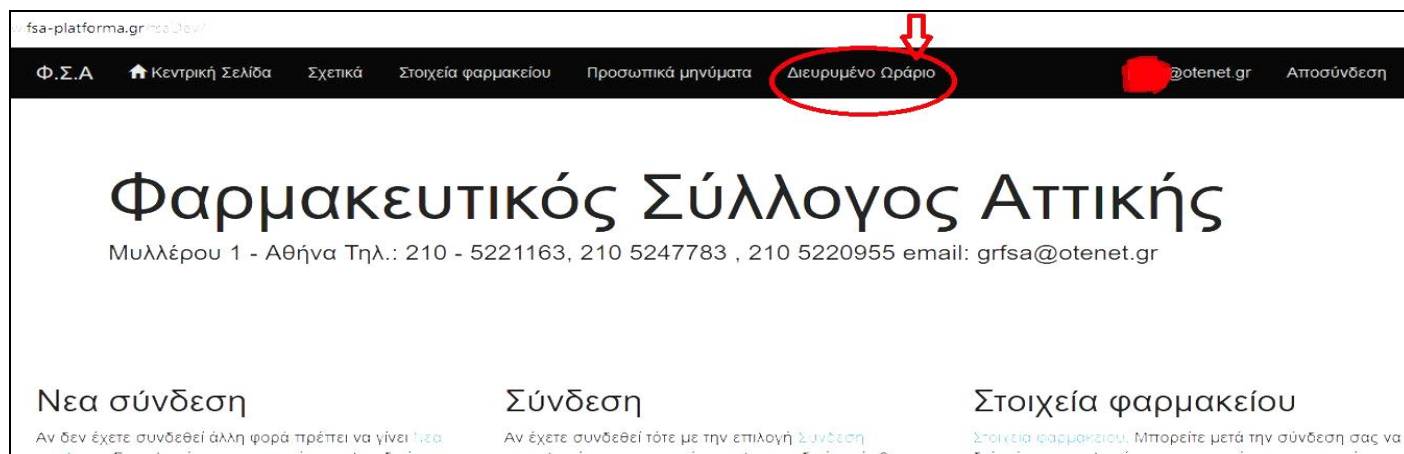 fsa-platforma.gr
Φ.Σ.Α Κεντρική Σελίδα Σχετικά Στοιχεία φαρμακείου Προσωπικά μηνύματα Διευρυμένο Ωράριο @otenet.gr Αποσύνδεση
Φαρμακευτικός Σύλλογος Αττικής
Μυλλέρου 1 - Αθήνα Τηλ.: 210 - 5221163, 210 5247783 , 210 5220955 email: grfsa@otenet.gr
Νεα σύνδεση
Αν δεν έχετε συνδεθεί άλλη φορά πρέπει να γίνει Νεα
Σύνδεση
Αν έχετε συνδεθεί τότε με την επιλογή Σύνδεση
Στοιχεία φαρμακείου
Στοιχεία φαρμακείου. Μπορείτε μετά την σύνδεση σας να